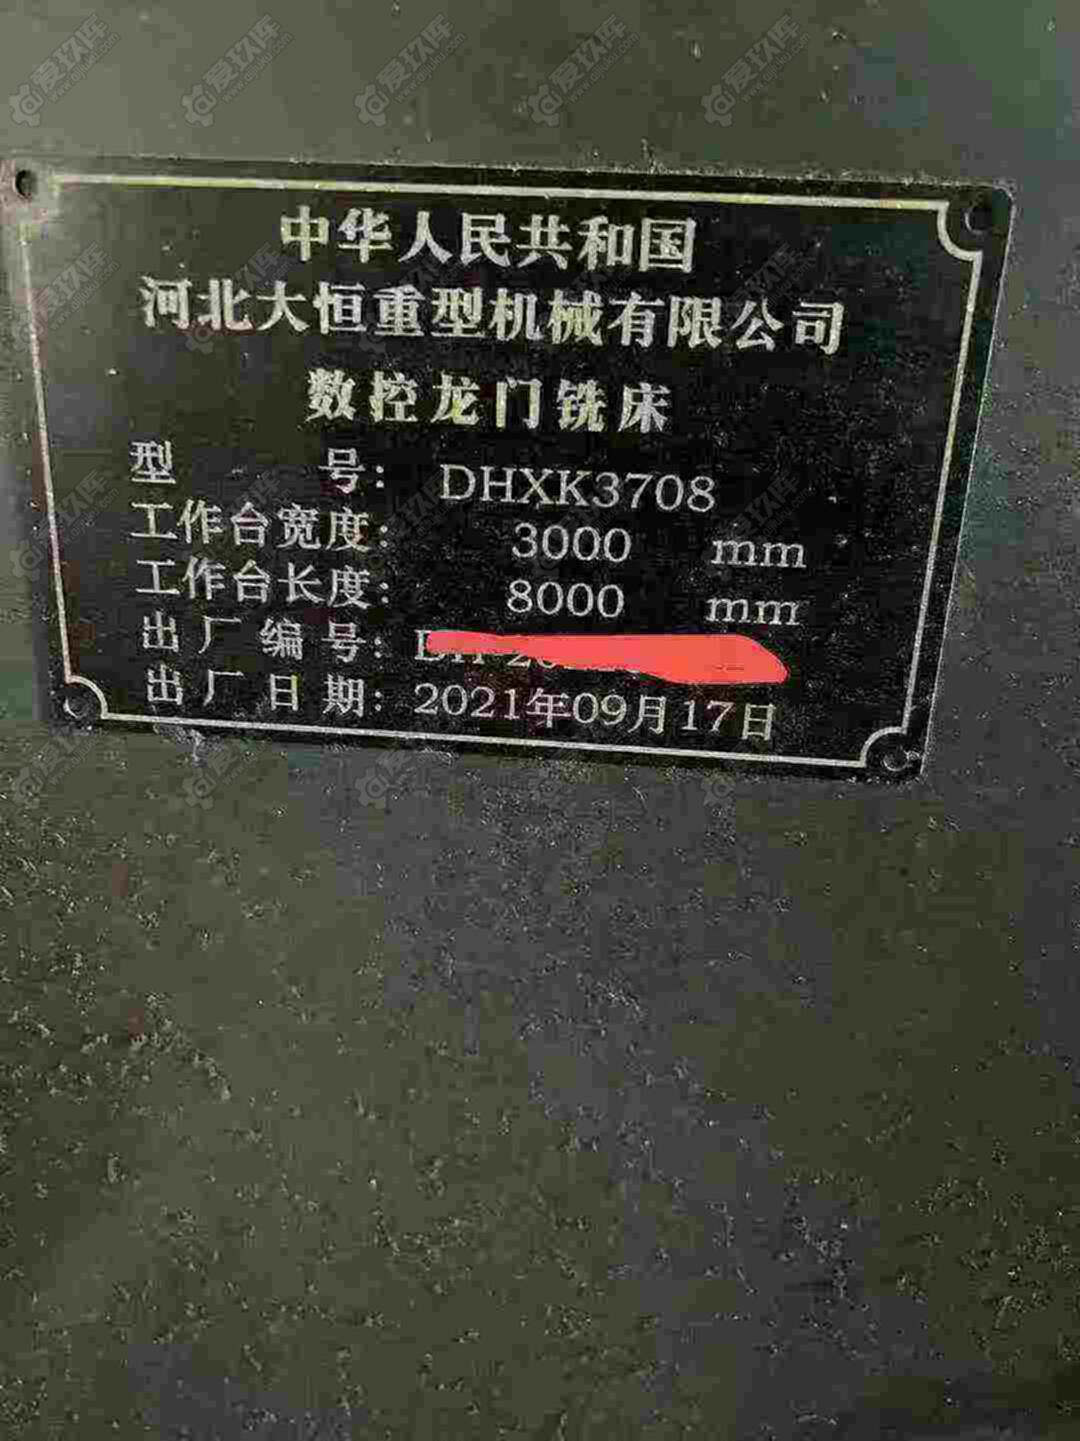 中华人民共和国
河北大恒重型机械有限公司
数控龙门铣床
型 号: DHXK3708
工作台宽度: 3000 mm
工作台长度: 8000 mm
出厂编号:
出厂日期: 2021年09月17日
爱玖库